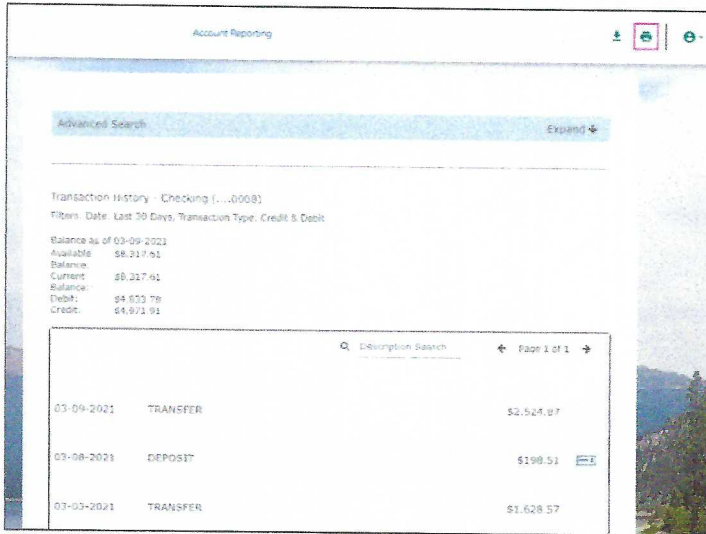 Account Reporting
Advanced Search Expand
Transaction History - Checking (....0008)
Filters: Date: Last 30 Days, Transaction Type: Credit & Debit
Balance as of 03-09-2021
Available $8,317.61
Balance:
Current $8,317.61
Balance:
Debit: $4,833.78
Credit: $4,971.91
Description Search Page 1 of 1
03-09-2021 TRANSFER $2,524.87
03-08-2021 DEPOSIT $198.51
03-03-2021 TRANSFER $1,628.57